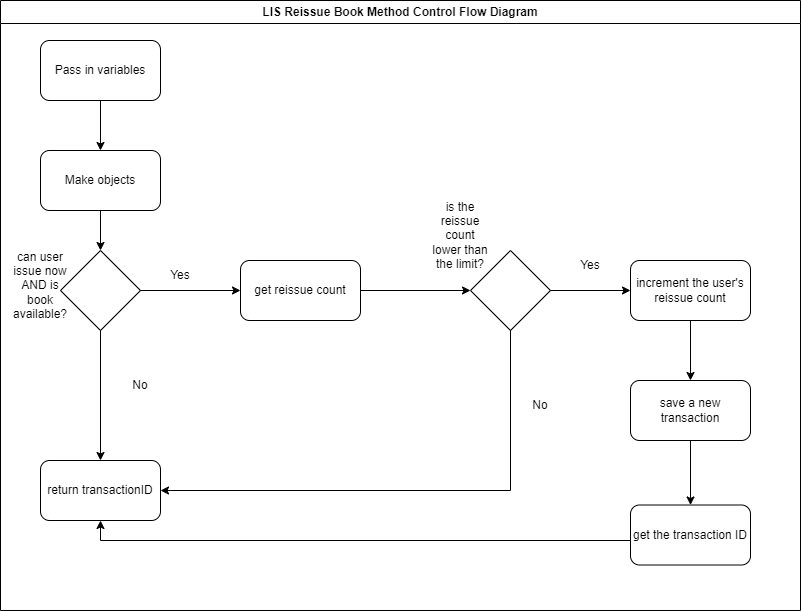 LIS Reissue Book Method Control Flow Diagram
Pass in variables
Make objects
can user
issue now
AND is
book
available?
Yes
get reissue count
is the
reissue
count
lower than
the limit?
Yes
increment the user's
reissue count
No
No
save a new
transaction
return transactionID
get the transaction ID